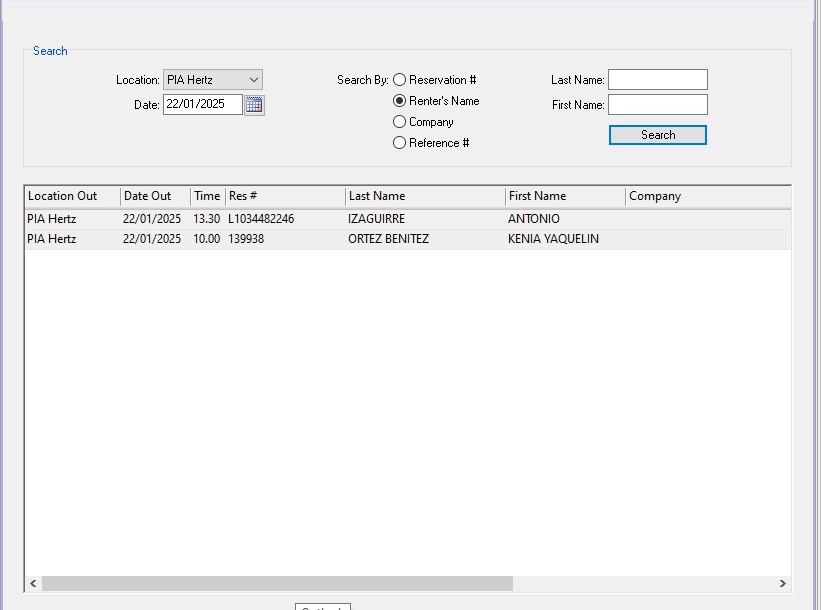 Search
Location: PIA Hertz
Date: 22/01/2025
Search By: Reservation #
Renter's Name
Company
Reference #
Last Name:
First Name:
Search
Location Out Date Out Time Res # Last Name First Name Company
PIA Hertz 22/01/2025 13.30 L1034482246 IZAGUIRRE ANTONIO
PIA Hertz 22/01/2025 10.00 139938 ORTEZ BENITEZ KENIA YAQUELIN